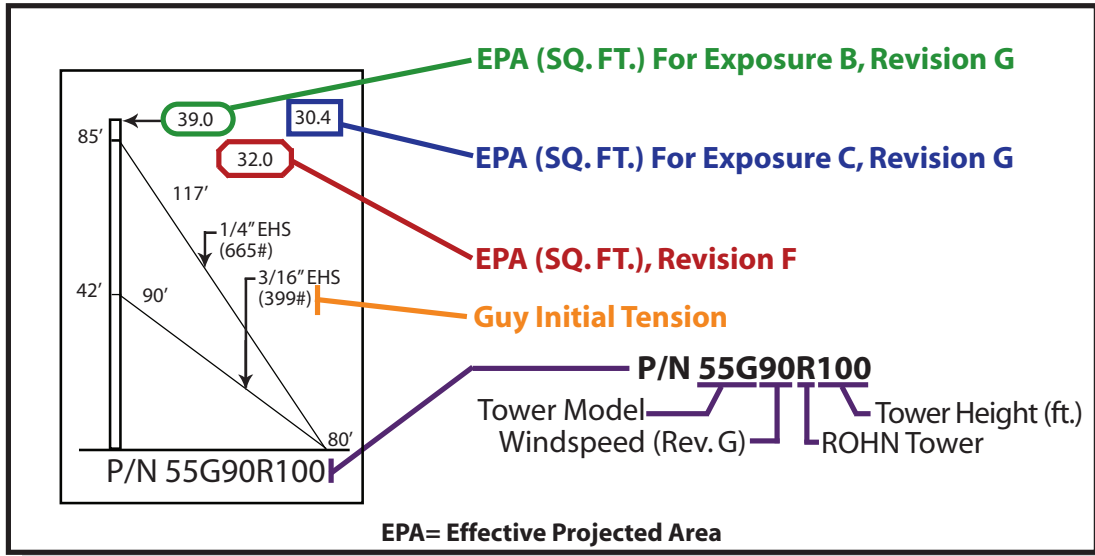 EPA (SQ. FT.) For Exposure B, Revision G
39.0
30.4
85’
32.0
EPA (SQ. FT.) For Exposure C, Revision G
117’
1/4” EHS
(665#)
EPA (SQ. FT.), Revision F
3/16” EHS
(399#)
42’
90’
Guy Initial Tension
P/N 55G90R100
Tower Model
Tower Height (ft.)
Windspeed (Rev. G)
ROHN Tower
80’
P/N 55G90R100
EPA= Effective Projected Area